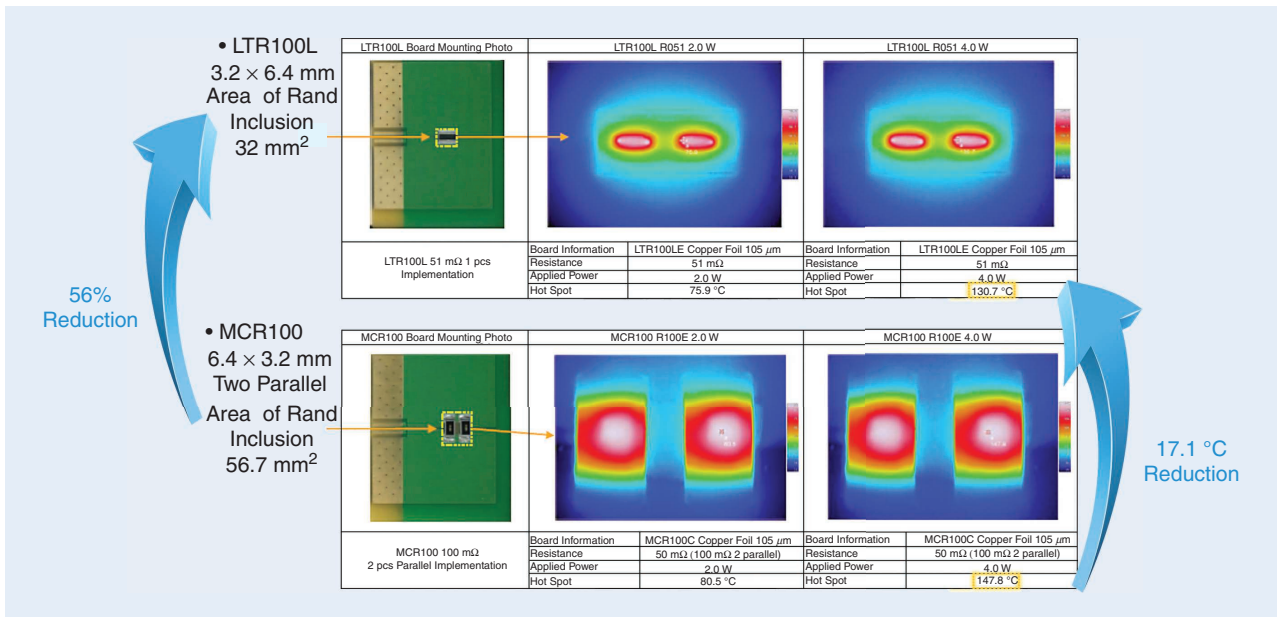 • LTR100L
3.2 × 6.4 mm
Area of Rand
Inclusion
32 mm²
56%
Reduction
LTR100L Board Mounting Photo
LTR100L R051 2.0 W
LTR100L R051 4.0 W
LTR100L 51 mΩ 1 pcs
Implementation
Board Information LTR100LE Copper Foil 105 μm
Resistance 51 mΩ
Applied Power 2.0 W
Hot Spot 75.9 °C
Board Information LTR100LE Copper Foil 105 μm
Resistance 51 mΩ
Applied Power 4.0 W
Hot Spot 130.7 °C
• MCR100
6.4 × 3.2 mm
Two Parallel
Area of Rand
Inclusion
56.7 mm²
MCR100 Board Mounting Photo
MCR100 R100E 2.0 W
MCR100 R100E 4.0 W
MCR100 100 mΩ
2 pcs Parallel Implementation
Board Information MCR100C Copper Foil 105 μm
Resistance 50 mΩ (100 mΩ 2 parallel)
Applied Power 2.0 W
Hot Spot 80.5 °C
Board Information MCR100C Copper Foil 105 μm
Resistance 50 mΩ (100 mΩ 2 parallel)
Applied Power 4.0 W
Hot Spot 147.8 °C
17.1 °C
Reduction